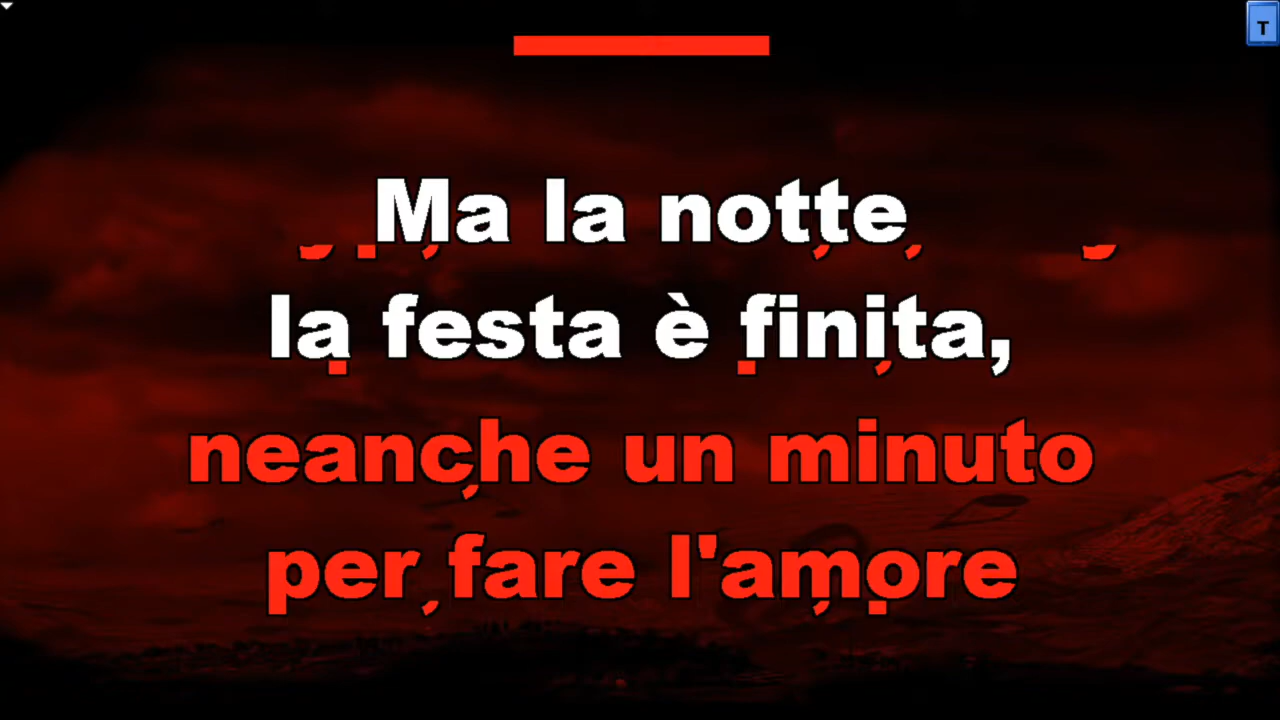 T
Ma la notte
la festa è finita,
neanche un minuto
per fare l'amore